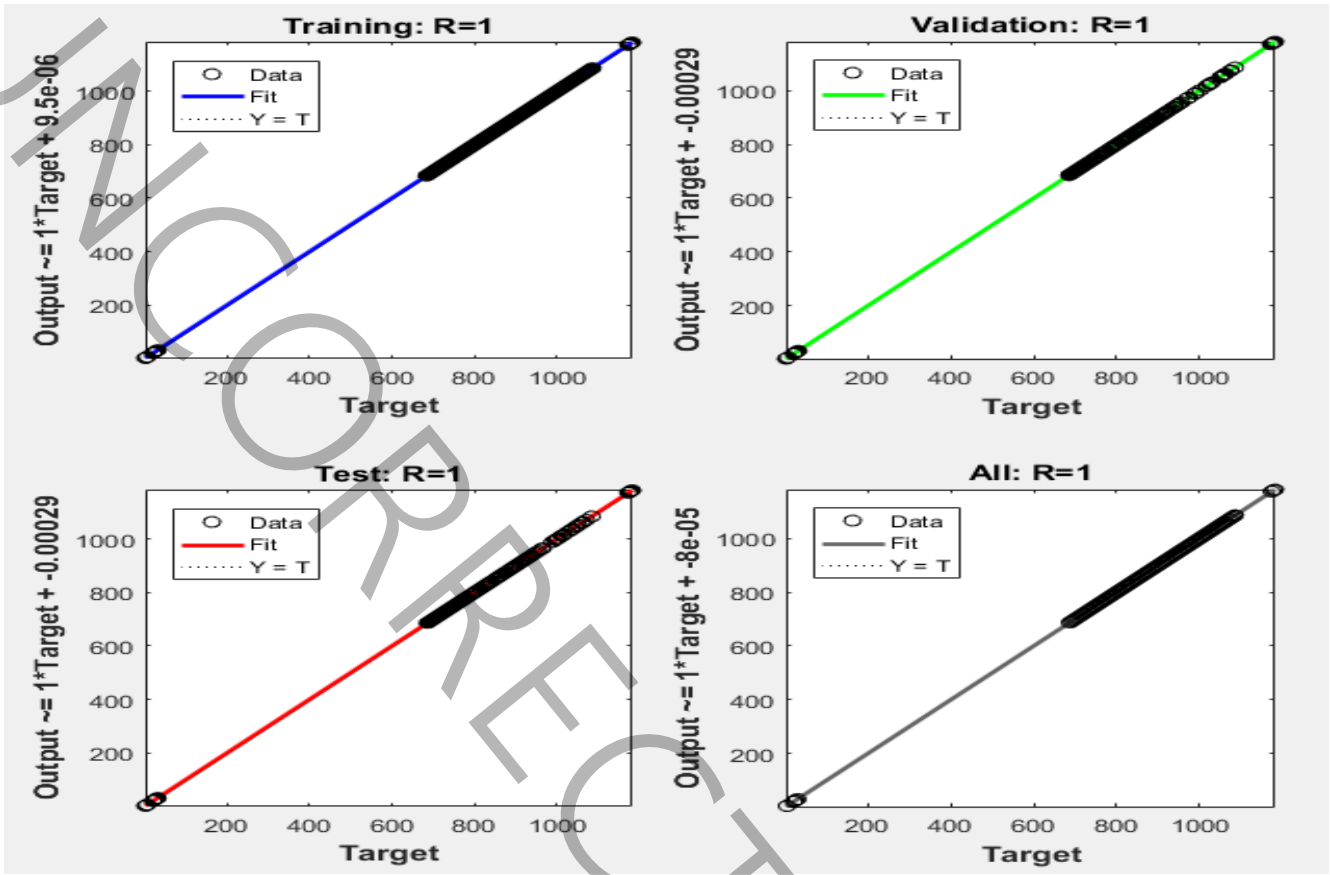 Training: R=1
Output ~= 1*Target + 9.5e-06
Data
Fit
Y = T
1000
800
600
400
200
200 400 600 800 1000
Target
Validation: R=1
Output ~= 1*Target + -0.00029
Data
Fit
Y = T
1000
800
600
400
200
200 400 600 800 1000
Target
Test: R=1
Output ~= 1*Target + -0.00029
Data
Fit
Y = T
1000
800
600
400
200
200 400 600 800 1000
Target
All: R=1
Output ~= 1*Target + -8e-05
Data
Fit
Y = T
1000
800
600
400
200
200 400 600 800 1000
Target
NCORRECT